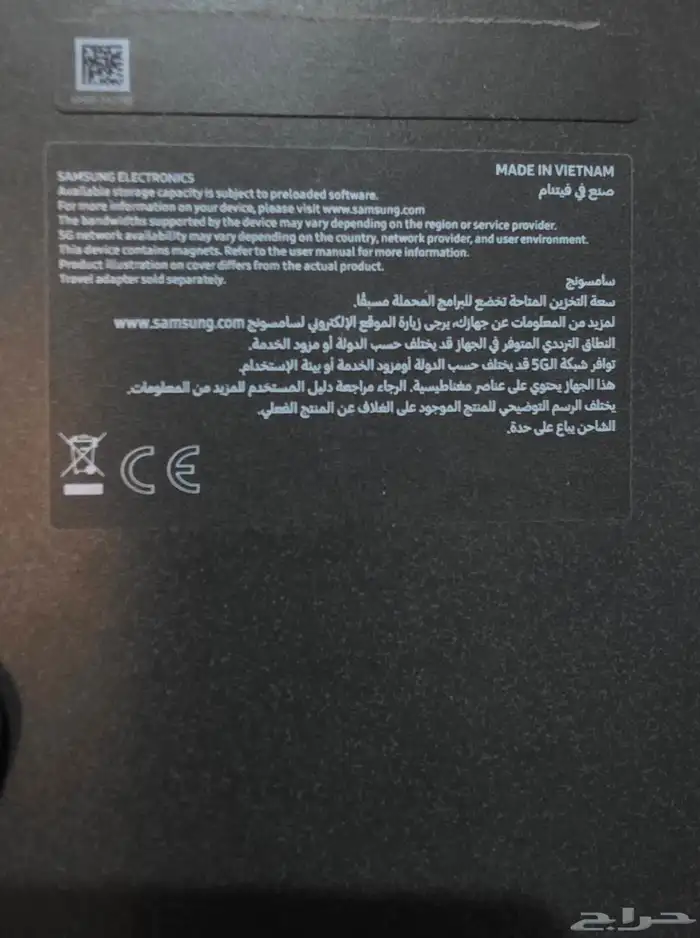 SAMSUNG ELECTRONICS
Available storage capacity is subject to preloaded software.
For more information on your device, please visit www.samsung.com
The bandwidths supported by the device may vary depending on the region or service provider.
5G network availability may vary depending on the country, network provider, and user environment.
This device contains magnets. Refer to the user manual for more information.
Product illustration on cover differs from the actual product.
Travel adapter sold separately.
MADE IN VIETNAM
صنع في فيتنام
سامسونج
سعة التخزين المتاحة تخضع للبرامج المحملة مسبقًا.
لمزيد من المعلومات عن جهازك، يرجى زيارة الموقع الإلكتروني لسامسونج www.samsung.com
النطاق الترددي المتوفر في الجهاز قد يختلف حسب الدولة أو مزود الخدمة.
توافر شبكة الـ5G قد يختلف حسب الدولة أومزود الخدمة أو بيئة الإستخدام.
هذا الجهاز يحتوي على عناصر مغناطيسية. الرجاء مراجعة دليل المستخدم للمزيد من المعلومات.
يختلف الرسم التوضيحي للمنتج الموجود على الغلاف عن المنتج الفعلي.
الشاحن يباع على حدة.
CE
حراج